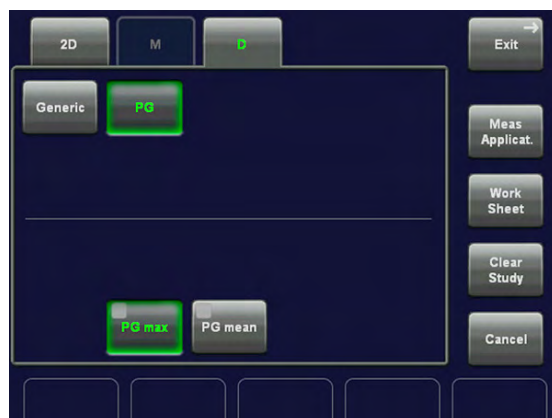 2D
M
D
Exit
Generic
PG
Meas
Applicat.
Work
Sheet
Clear
Study
PG max
PG mean
Cancel